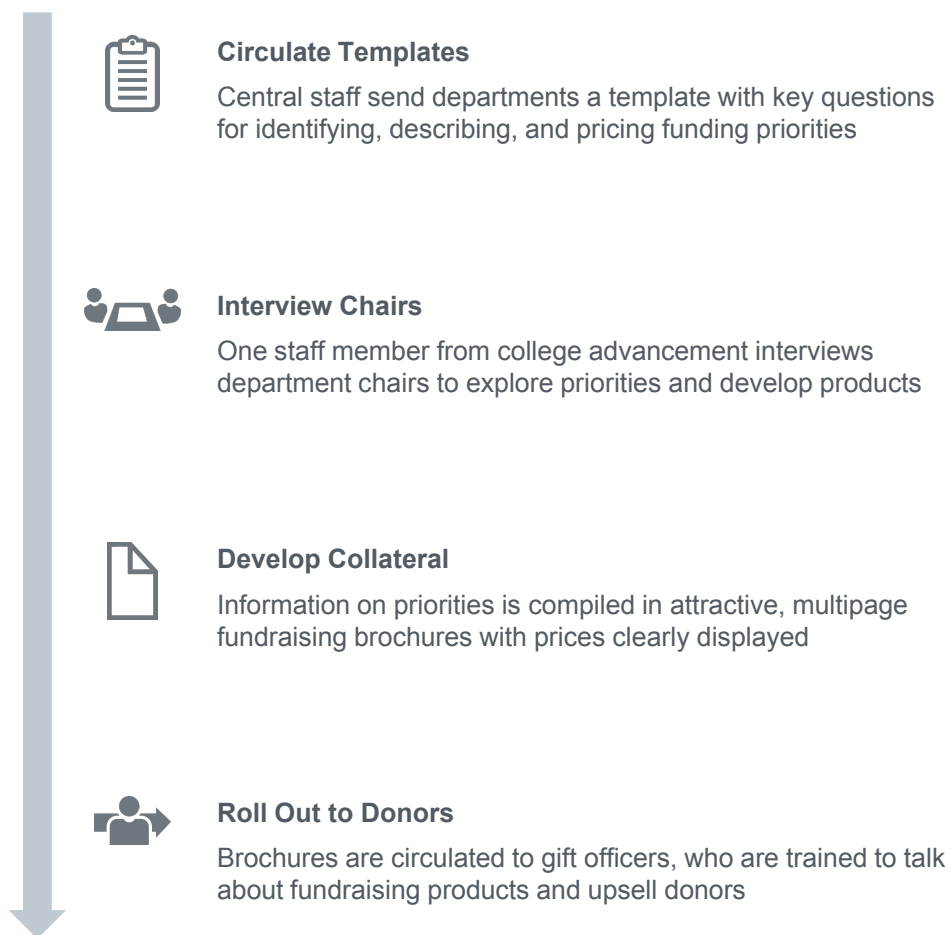 Circulate Templates
Central staff send departments a template with key questions
for identifying, describing, and pricing funding priorities
Interview Chairs
One staff member from college advancement interviews
department chairs to explore priorities and develop products
Develop Collateral
Information on priorities is compiled in attractive, multipage
fundraising brochures with prices clearly displayed
Roll Out to Donors
Brochures are circulated to gift officers, who are trained to talk
about fundraising products and upsell donors